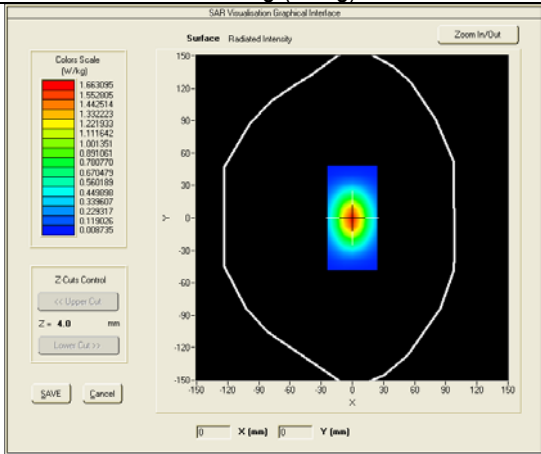 SAR Visualisation Graphical Interface
Surface Radiated Intensity
Zoom In/Out
Colors Scale
(W/kg)
1.663095
1.552805
1.442514
1.332223
1.221933
1.111642
1.001351
0.891061
0.780770
0.670479
0.560189
0.449898
0.339607
0.229317
0.119026
0.008735
Z-Cuts Control
<< Upper Cut
Z = 4.0 mm
Lower Cut >>
SAVE Cancel
150-
120-
90-
60-
30-
Y 0-
-30-
-60-
-90-
-120-
-150-
-150 -120 -90 -60 -30 0 30 60 90 120 150
X
0 X (mm) 0 Y (mm)